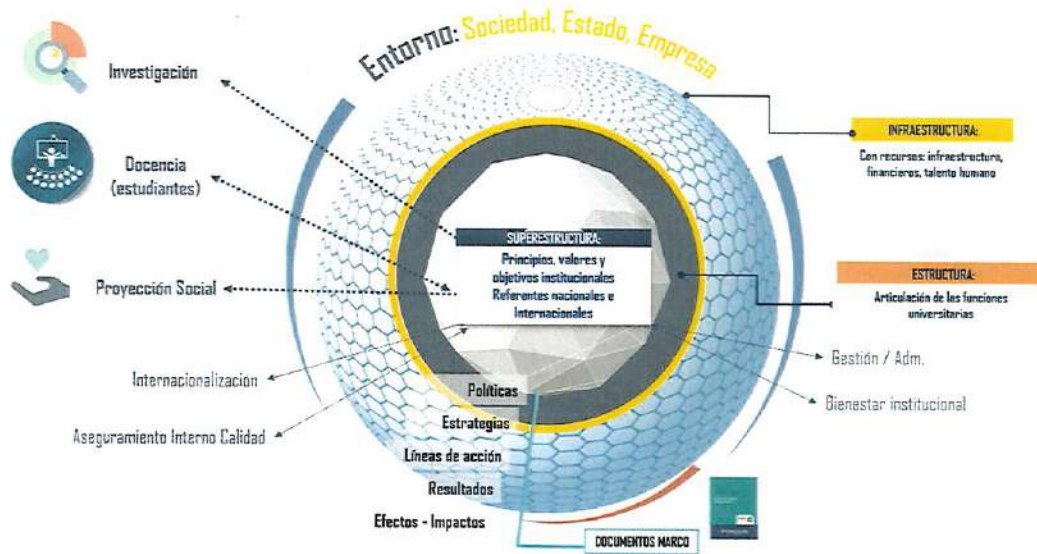 Entorno: Sociedad, Estado, Empresa
Investigación
Docencia
(estudiantes)
Proyección Social
Internacionalización
Aseguramiento Interno Calidad
SUPERESTRUCTURA:
Principios, valores y
objetivos institucionales
Referentes nacionales e
Internacionales
Políticas
Estrategias
Líneas de acción
Resultados
Efectos - Impactos
INFRAESTRUCTURA:
Con recursos: infraestructura,
financieros, talento humano
ESTRUCTURA:
Articulación de las funciones
universitarias
Gestión / Adm.
Bienestar institucional
DOCUMENTOS MARCO